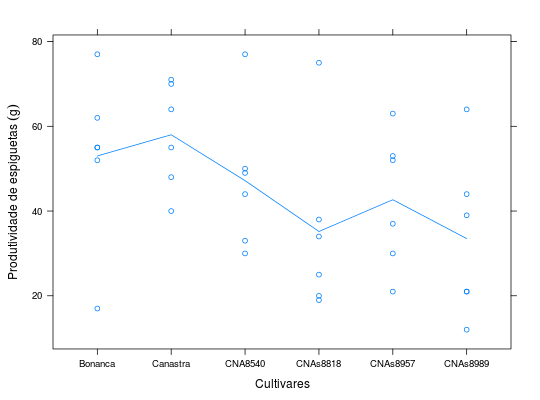 Produtividade de espiguetas (g)
80
60
40
20
Bonanca Canastra CNA8540 CNAs8818 CNAs8957 CNAs8989
Cultivares